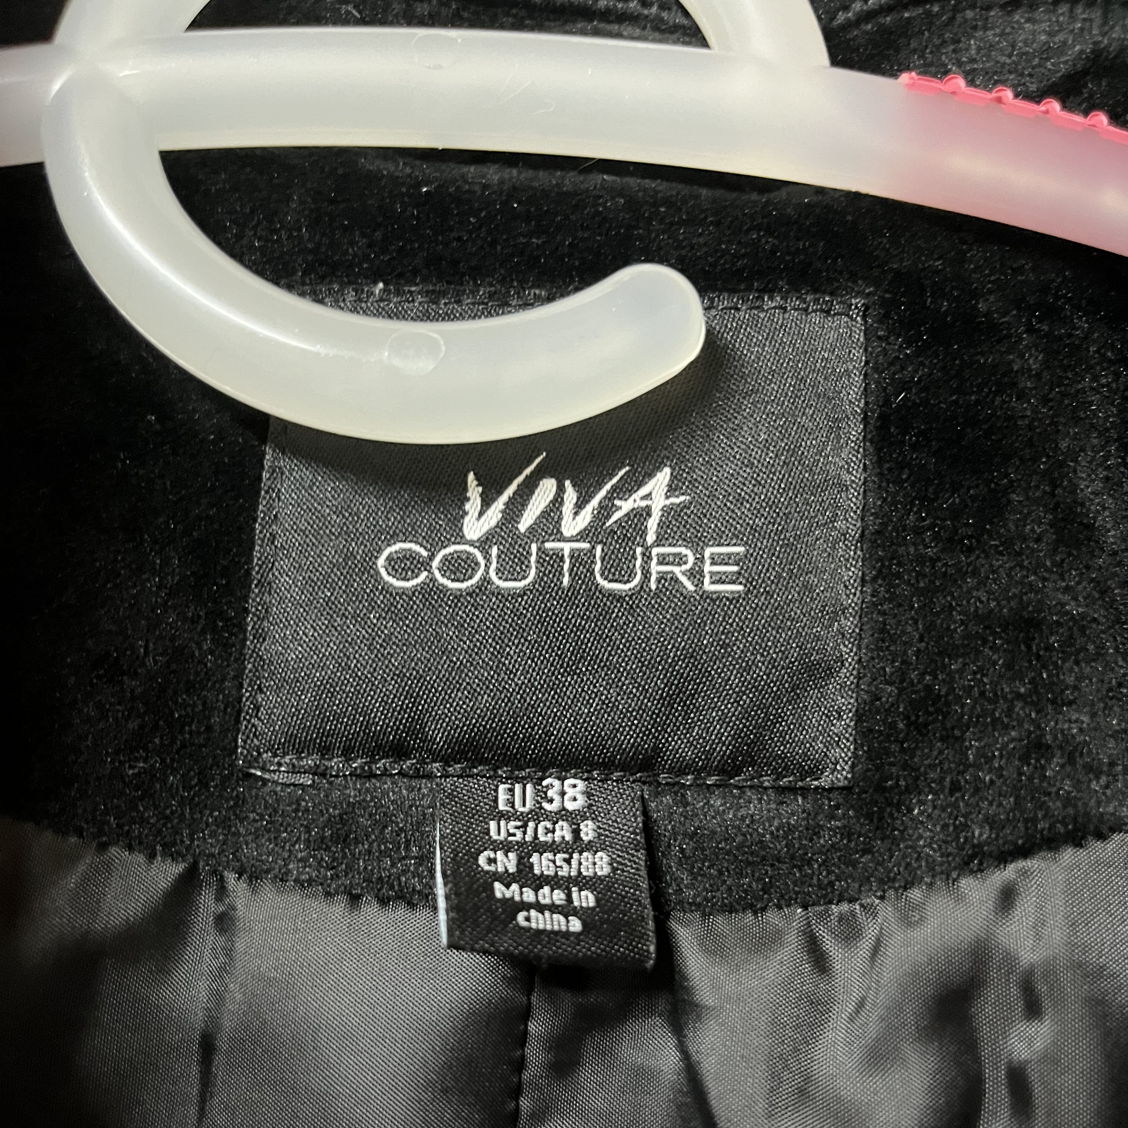 VIVA
COUTURE
EU 38
US/CA 8
CN 165/88
Made in
china